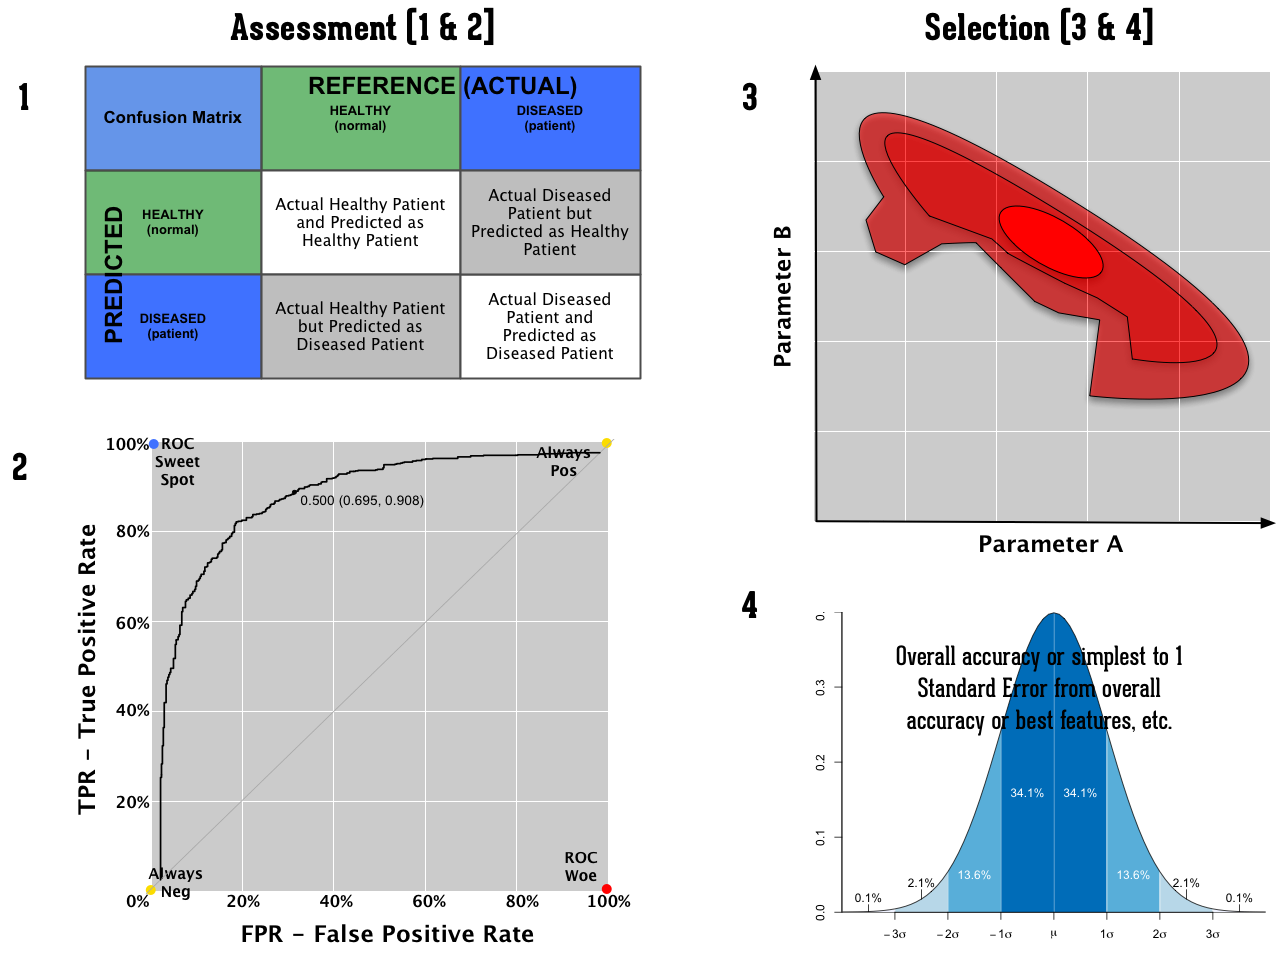 Assessment [1 & 2]
Selection [3 & 4]
1
REFERENCE (ACTUAL)
Confusion Matrix
HEALTHY
(normal)
DISEASED
(patient)
PREDICTED
HEALTHY
(normal)
Actual Healthy Patient
and Predicted as
Healthy Patient
Actual Diseased
Patient but
Predicted as Healthy
Patient
DISEASED
(patient)
Actual Healthy Patient
but Predicted as
Diseased Patient
Actual Diseased
Patient and
Predicted as
Diseased Patient
2
TPR – True Positive Rate
100%
80%
60%
40%
20%
0%
20%
40%
60%
80%
100%
FPR – False Positive Rate
ROC
Sweet
Spot
Always
Pos
0.500 (0.695, 0.908)
Always
Neg
ROC
Woe
3
Parameter B
Parameter A
4
Overall accuracy or simplest to 1
Standard Error from overall
accuracy or best features, etc.
0.
0.3
0.2
0.1
0.0
34.1%
34.1%
13.6%
13.6%
2.1%
2.1%
0.1%
0.1%
−3σ
−2σ
−1σ
μ
1σ
2σ
3σ